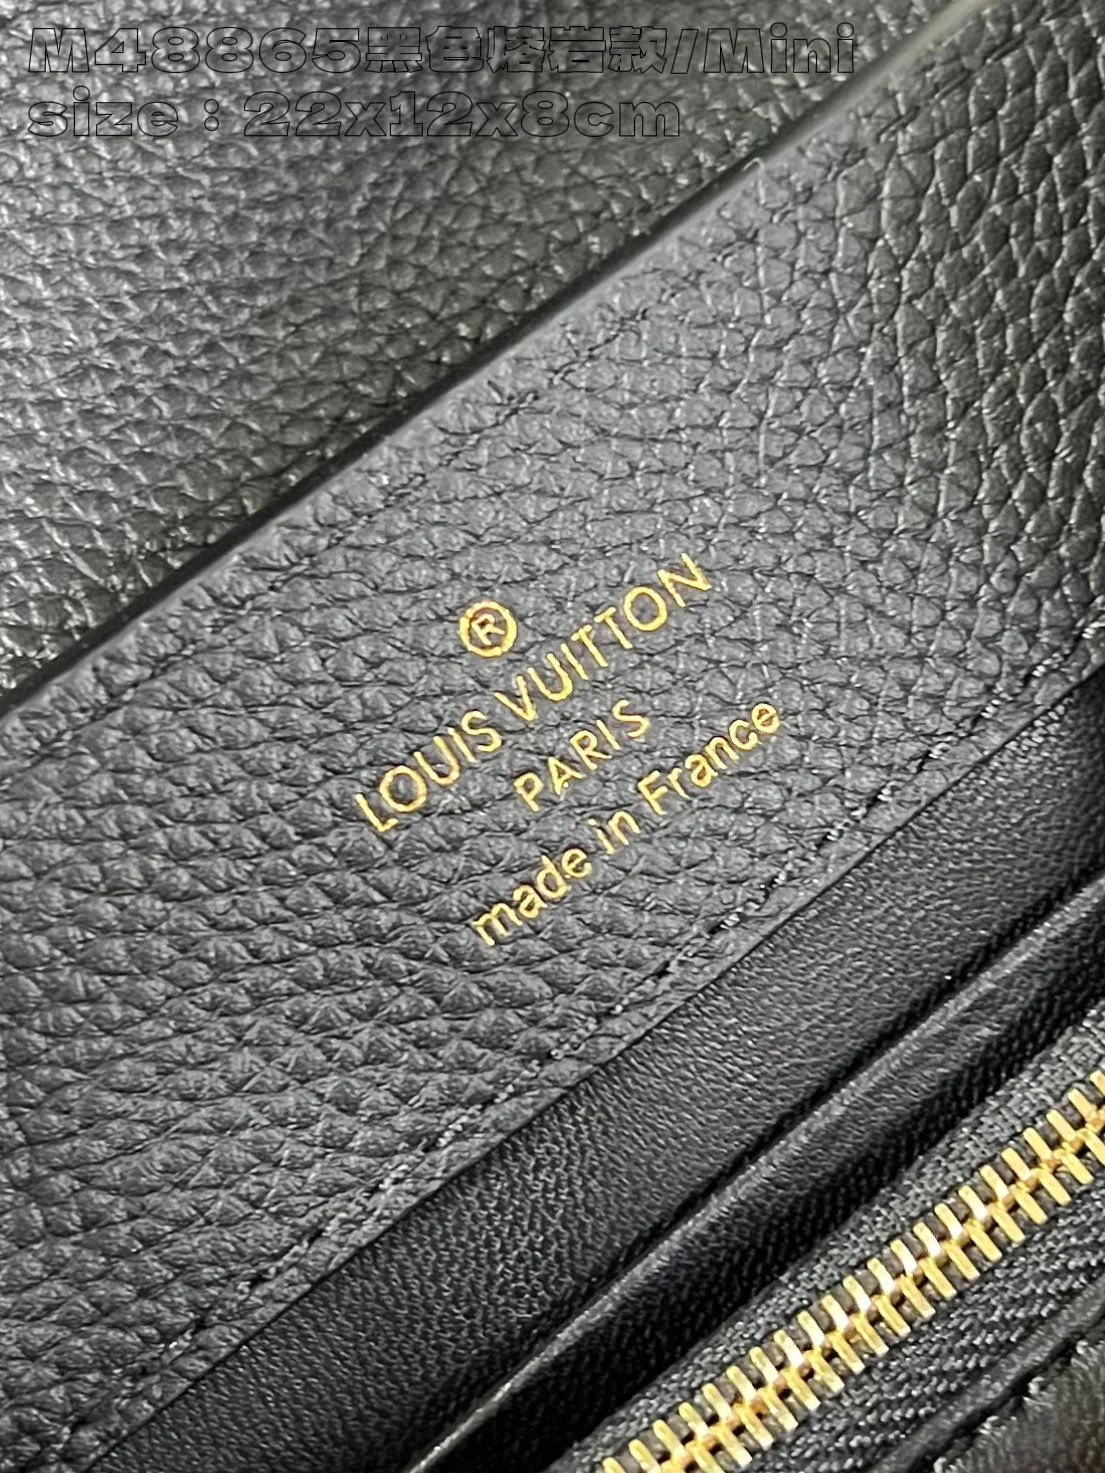 M48865黑色熔岩款/Mini
size：22x12x8cm
®
LOUIS VUITTON
PARIS
made in France